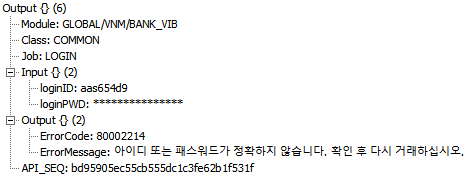 Output {} (6)
Module: GLOBAL/VNM/BANK_VIB
Class: COMMON
Job: LOGIN
Input {} (2)
loginID: aas654d9
loginPWD: ***************
Output {} (2)
ErrorCode: 80002214
ErrorMessage: 아이디 또는 패스워드가 정확하지 않습니다. 확인 후 다시 거래하십시오.
API_SEQ: bd95905ec55cb555dc1c3fe62b1f531f